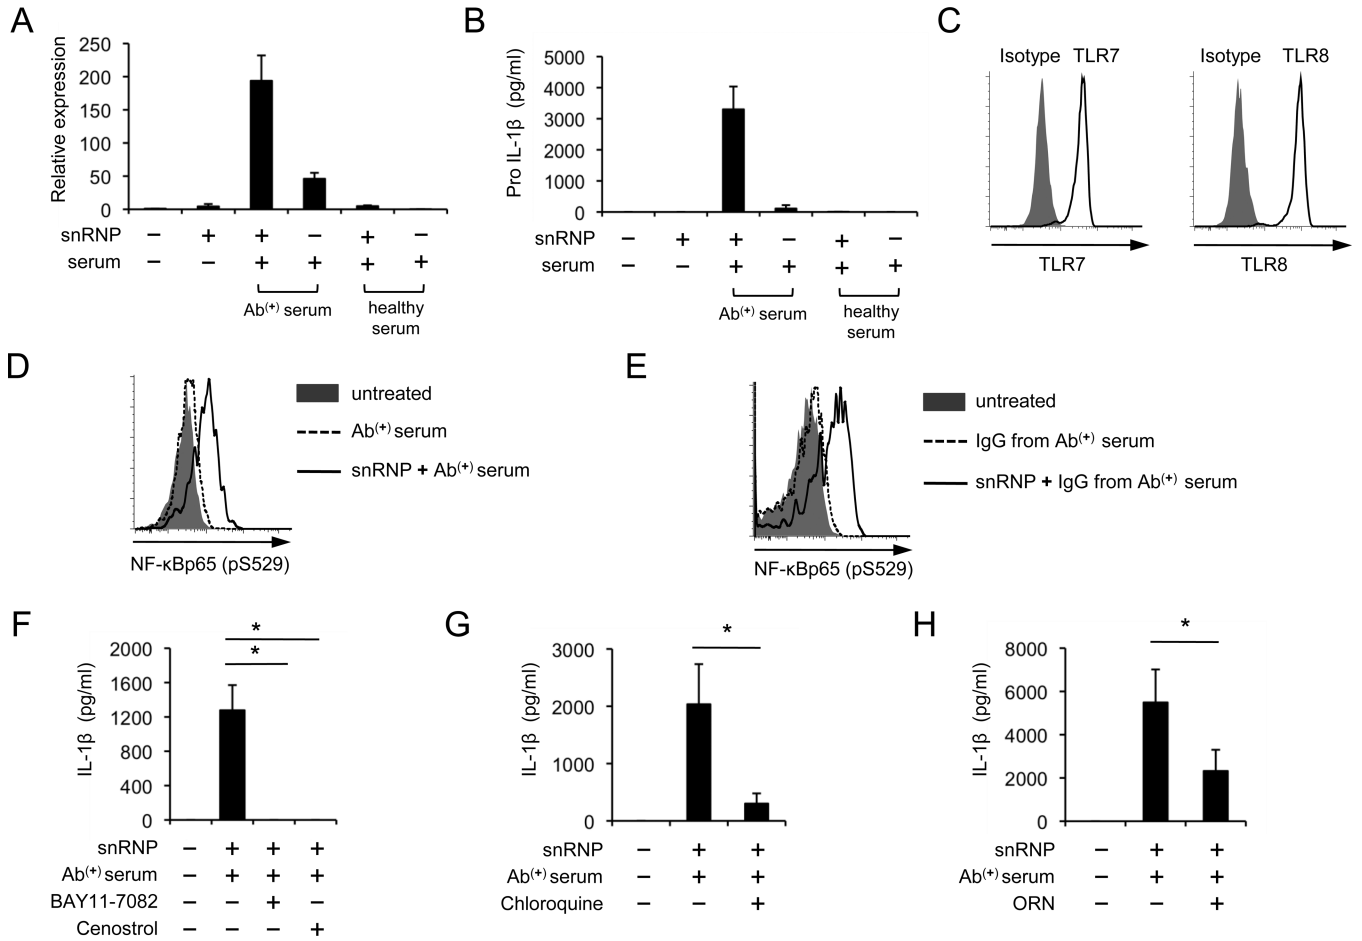 A
Relative expression
250
200
150
100
50
0
snRNP − + + − + −
serum − − + + + +
Ab(+) serum
healthy
serum
B
Pro IL-1β (pg/ml)
5000
4000
3000
2000
1000
0
snRNP − + + − + −
serum − − + + + +
Ab(+) serum
healthy
serum
C
Isotype TLR7
TLR7
Isotype TLR8
TLR8
D
untreated
Ab(+) serum
snRNP + Ab(+) serum
NF-κBp65 (pS529)
E
untreated
IgG from Ab(+) serum
snRNP + IgG from Ab(+) serum
NF-κBp65 (pS529)
F
*
*
IL-1β (pg/ml)
2000
1600
1200
800
400
0
snRNP − + + +
Ab(+) serum − + + +
BAY11-7082 − − + −
Cenostrol − − − +
G
*
IL-1β (pg/ml)
3000
2000
1000
0
snRNP − + +
Ab(+) serum − + +
Chloroquine − − +
H
*
IL-1β (pg/ml)
8000
6000
4000
2000
0
snRNP − + +
Ab(+) serum − + +
ORN − − +